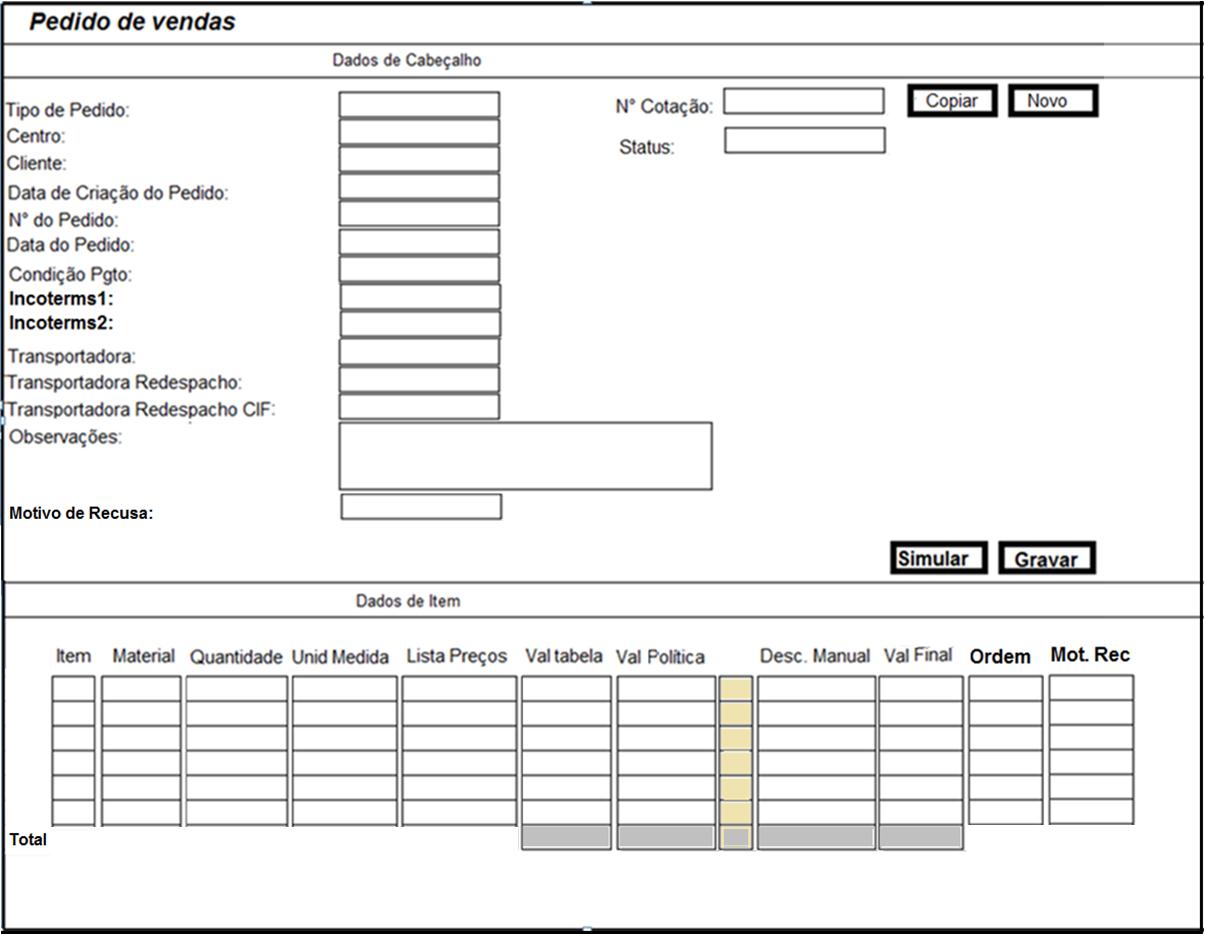 Pedido de vendas
Dados de Cabeçalho
Tipo de Pedido:
Centro:
Cliente:
Data de Criação do Pedido:
N° do Pedido:
Data do Pedido:
Condição Pgto:
Incoterms1:
Incoterms2:
Transportadora:
Transportadora Redespacho:
Transportadora Redespacho CIF:
Observações:
Motivo de Recusa:
N° Cotação:
Copiar
Novo
Status:
Simular
Gravar
Dados de Item
Item Material Quantidade Unid Medida Lista Preços Val tabela Val Política Desc. Manual Val Final Ordem Mot. Rec
Total